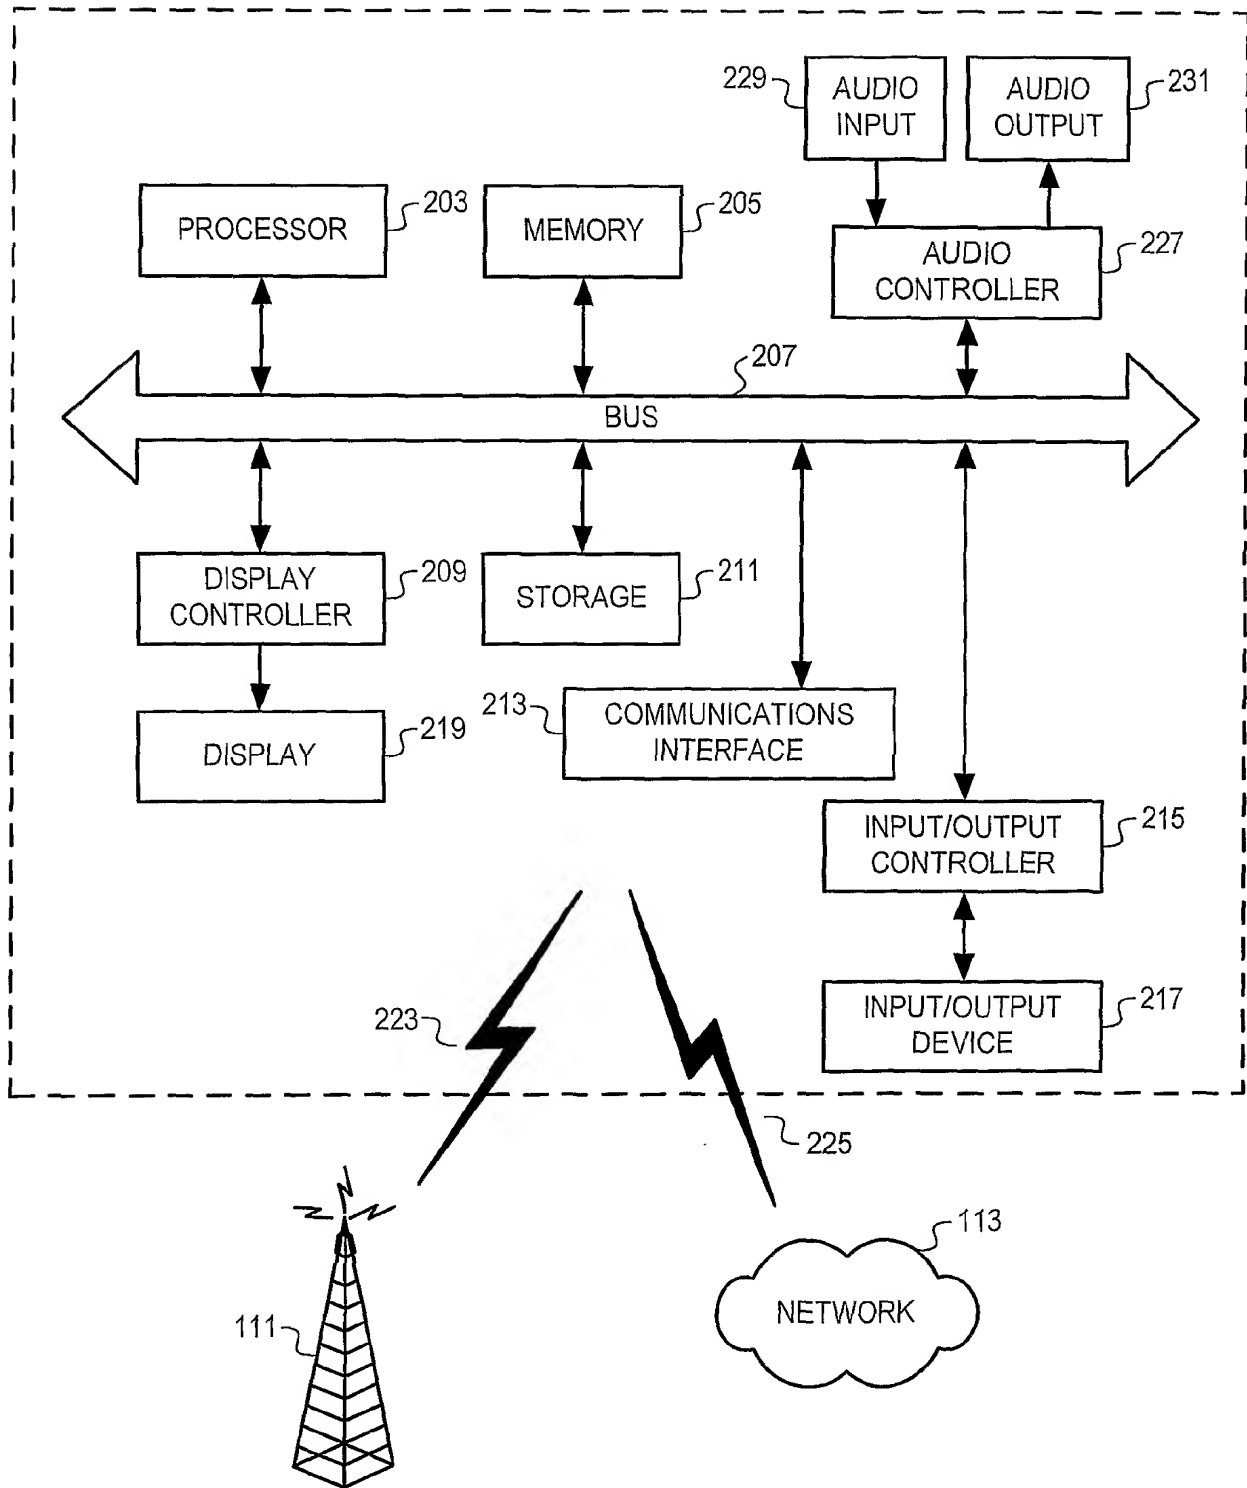 229
AUDIO
INPUT
AUDIO
OUTPUT
231
PROCESSOR
203
MEMORY
205
AUDIO
CONTROLLER
227
207
BUS
DISPLAY
CONTROLLER
209
STORAGE
211
213
COMMUNICATIONS
INTERFACE
DISPLAY
219
INPUT/OUTPUT
CONTROLLER
215
223
INPUT/OUTPUT
DEVICE
217
225
111
113
NETWORK